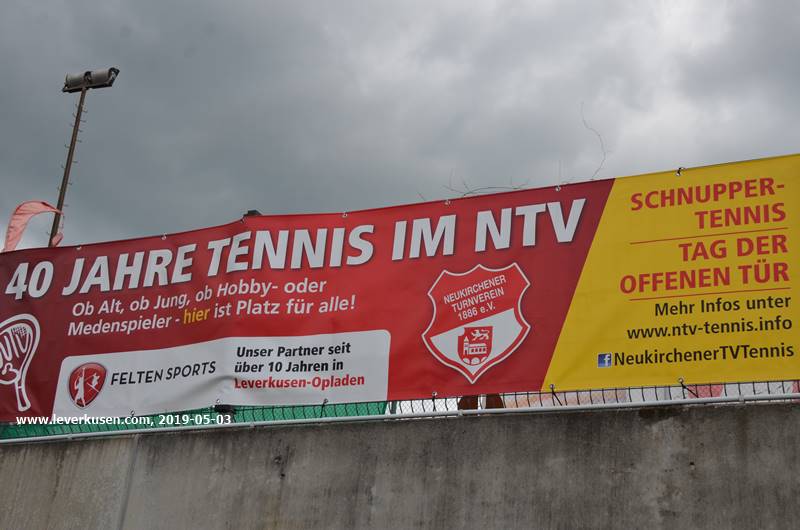 40 JAHRE TENNIS IM NTV
Ob Alt, ob Jung, ob Hobby- oder
Medenspieler - hier ist Platz für alle!
FELTEN SPORTS
Unser Partner seit
über 10 Jahren in
Leverkusen-Opladen
NEUKIRCHENER
TURNVEREIN
1886 e.V.
SCHNUPPER-
TENNIS
TAG DER
OFFENEN TÜR
Mehr Infos unter
www.ntv-tennis.info
f NeukirchenerTVTennis
www.leverkusen.com, 2019-05-03